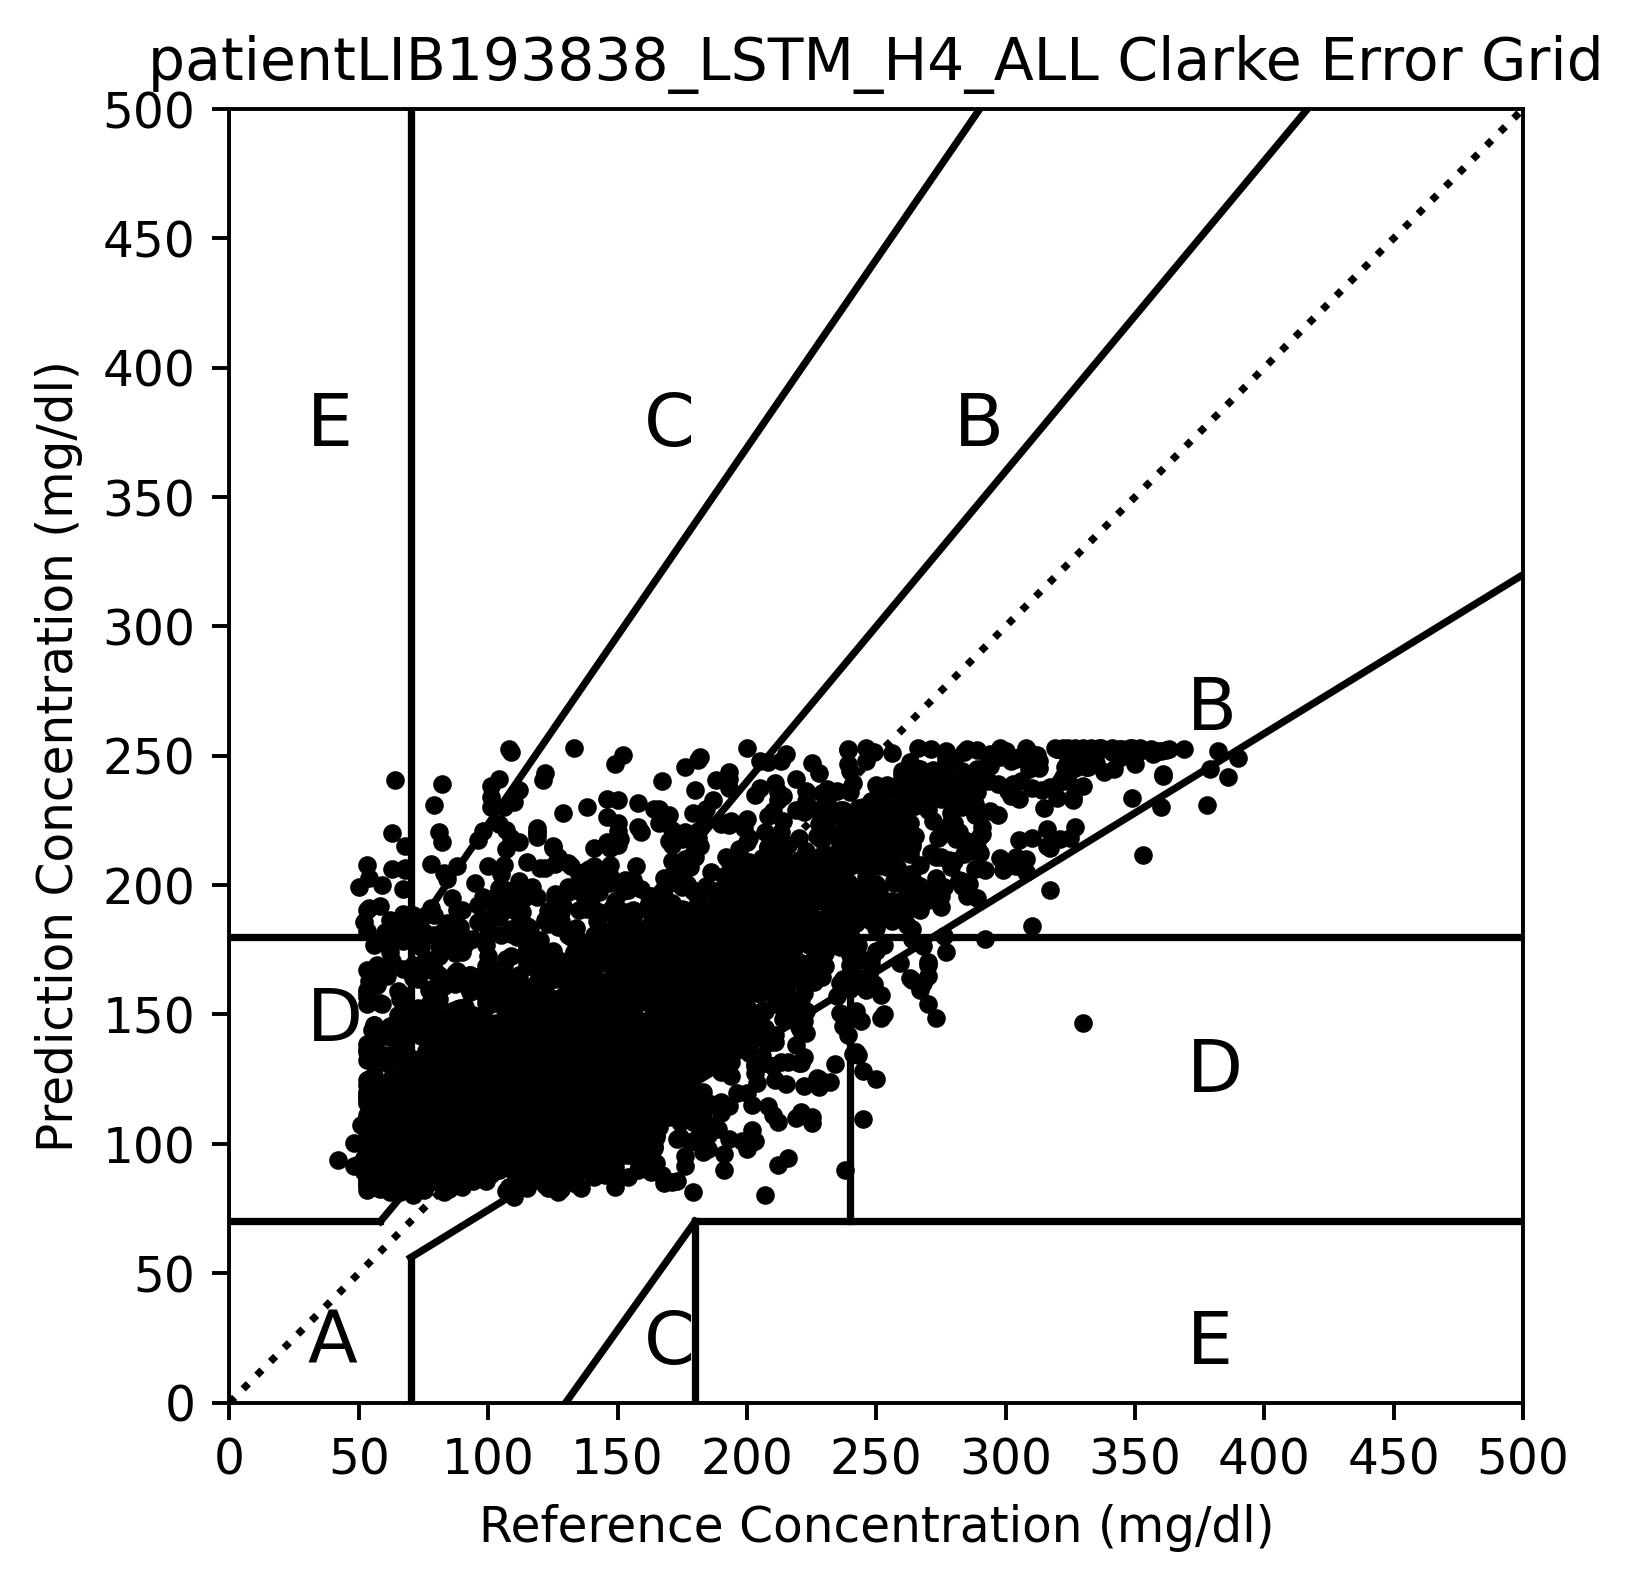 patientLIB193838_LSTM_H4_ALL Clarke Error Grid
500
450
400
350
300
250
200
150
100
50
0
Prediction Concentration (mg/dl)
E
C
B
B
D
D
A
C
E
0 50 100 150 200 250 300 350 400 450 500
Reference Concentration (mg/dl)